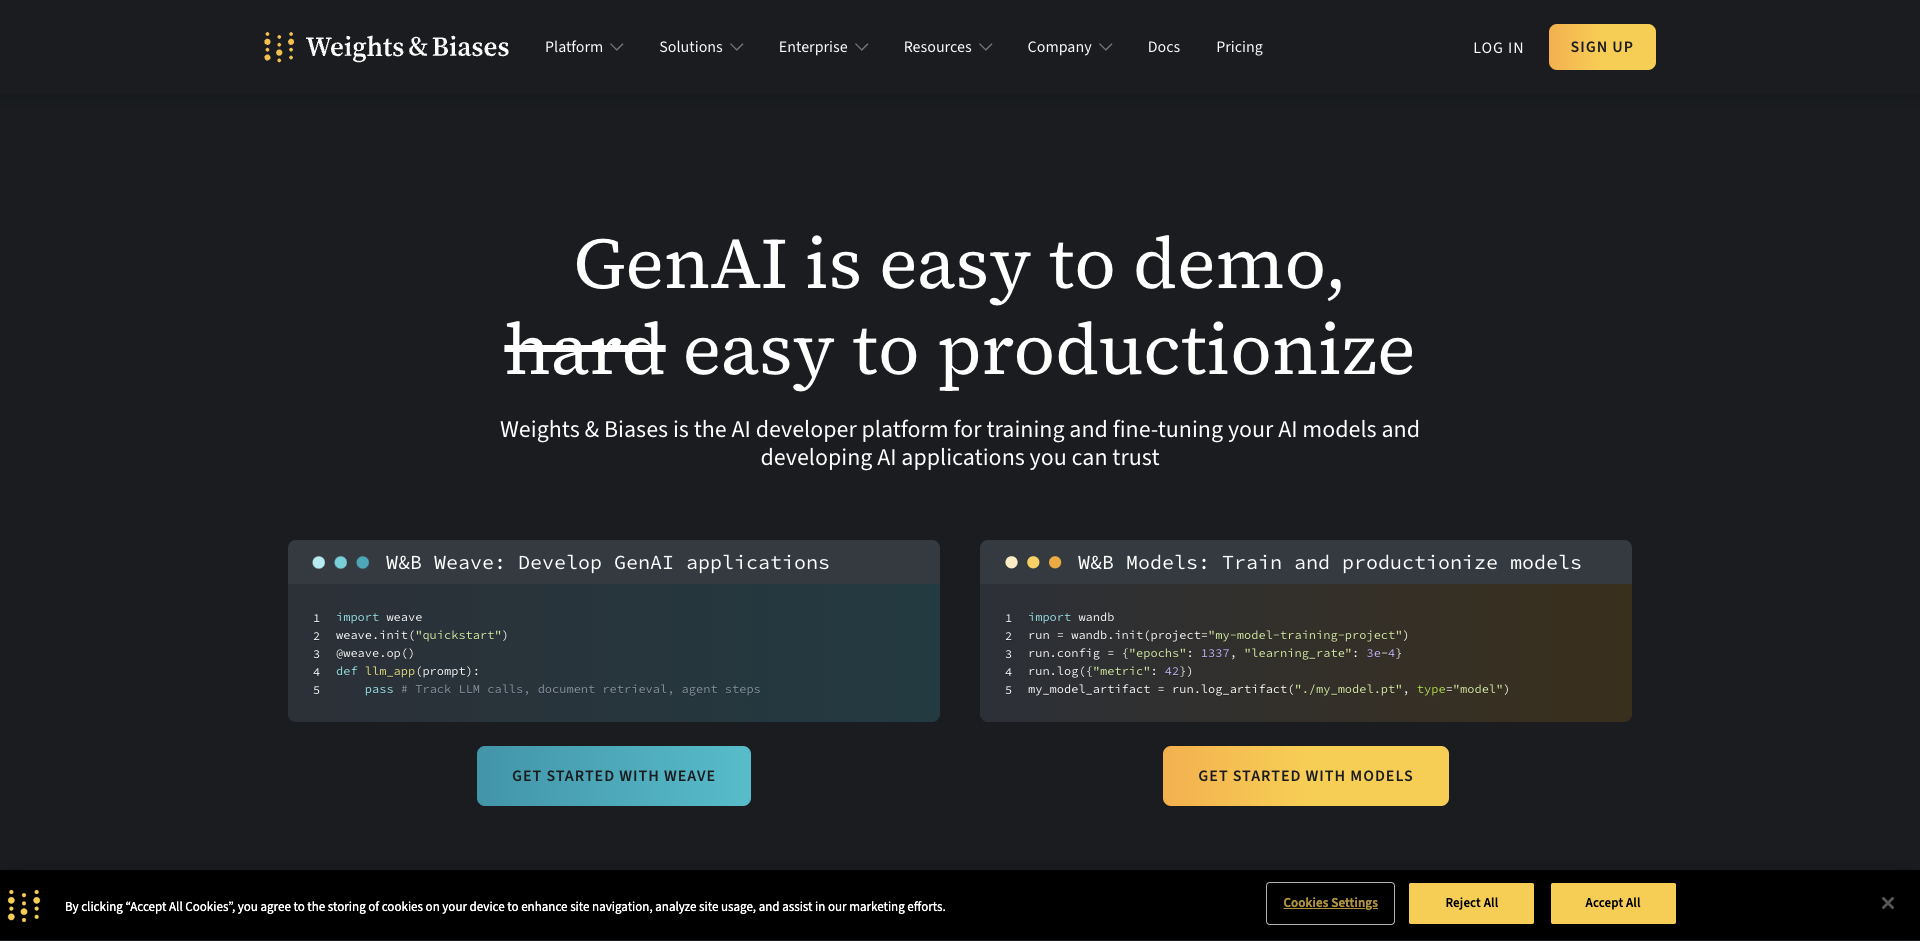 Weights & Biases
Platform
Solutions
Enterprise
Resources
Company
Docs
Pricing
LOG IN
SIGN UP
GenAI is easy to demo,
hard easy to productionize
Weights & Biases is the AI developer platform for training and fine-tuning your AI models and
developing AI applications you can trust
W&B Weave: Develop GenAI applications
1 import weave
2 weave.init("quickstart")
3 @weave.op()
4 def llm_app(prompt):
5     pass # Track LLM calls, document retrieval, agent steps
GET STARTED WITH WEAVE
W&B Models: Train and productionize models
1 import wandb
2 run = wandb.init(project="my-model-training-project")
3 run.config = {"epochs": 1337, "learning_rate": 3e-4}
4 run.log({"metric": 42})
5 my_model_artifact = run.log_artifact("./my_model.pt", type="model")
GET STARTED WITH MODELS
By clicking “Accept All Cookies”, you agree to the storing of cookies on your device to enhance site navigation, analyze site usage, and assist in our marketing efforts.
Cookies Settings
Reject All
Accept All